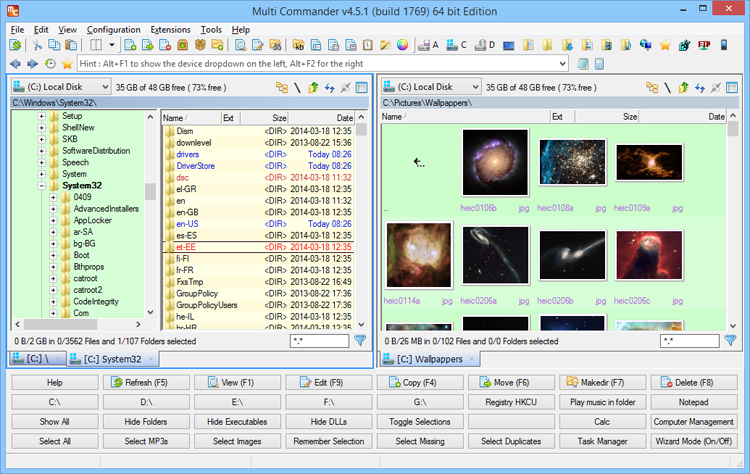 Multi Commander v4.5.1 (build 1769) 64 bit Edition
File Edit View Configuration Extensions Tools Help
A C D
Hint : Alt+F1 to show the device dropdown on the left, Alt+F2 for the right
(C:) Local Disk 35 GB of 48 GB free ( 73% free )
C:\Windows\System32\
Setup
ShellNew
SKB
SoftwareDistribution
Speech
System
System32
0409
AdvancedInstallers
AppLocker
ar-SA
bg-BG
Boot
Bthprops
catroot
catroot2
CodeIntegrity
Com
Name Ext Size Date
Dism <DIR> 2014-03-18 12:35
downlevel <DIR> 2013-08-22 15:36
drivers <DIR> Today 08:26
DriverStore <DIR> Today 08:26
dsc <DIR> 2014-03-18 11:32
el-GR <DIR> 2014-03-18 12:35
en <DIR> 2014-03-18 11:32
en-GB <DIR> 2014-03-18 12:35
en-US <DIR> Today 08:26
es-ES <DIR> 2014-03-18 12:35
et-EE <DIR> 2014-03-18 12:35
fi-FI <DIR> 2014-03-18 12:35
fr-FR <DIR> 2014-03-18 12:35
FxsTmp <DIR> 2013-08-22 16:49
GroupPolicy <DIR> 2013-08-22 17:36
GroupPolicyUsers <DIR> 2013-08-22 17:36
he-IL <DIR> 2014-03-18 12:35
hr-HR <DIR> 2014-03-18 12:35
0 B/2 GB in 0/3562 Files and 1/107 Folders selected *.*
[C:] \ [C:] System32
(C:) Local Disk 35 GB of 48 GB free ( 73% free )
C:\Pictures\Wallpappers\
Name Ext Size Date
.. heic0106b jpg heic0108a jpg heic0109a jpg
heic0114a jpg heic0206a jpg heic0206b jpg heic0206c jpg
0 B/26 MB in 0/102 Files and 0/0 Folders selected *.*
[C:] Wallpappers
Help Refresh (F5) View (F1) Edit (F9) Copy (F4) Move (F6) Makedir (F7) Delete (F8)
C:\ D:\ E:\ F:\ G:\ Registry HKCU Play music in folder Notepad
Show All Hide Folders Hide Executables Hide DLLs Toggle Selections Calc Computer Management
Select All Select MP3s Select Images Remember Selection Select Missing Select Duplicates Task Manager Wizard Mode (On/Off)